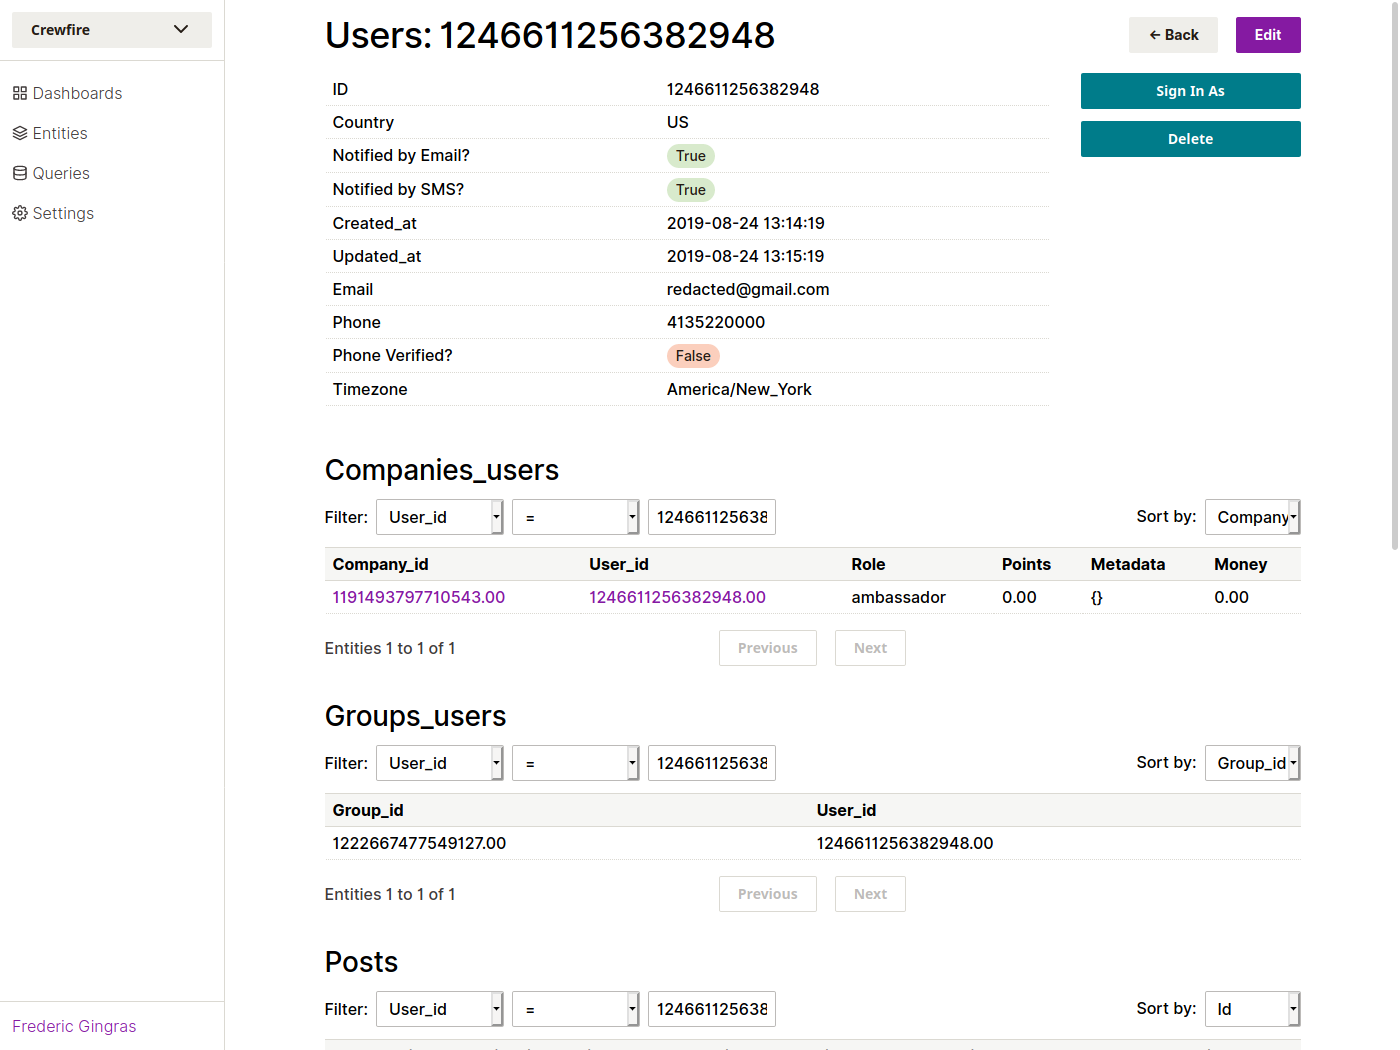 Crewfire
Dashboards
Entities
Queries
Settings
Frederic Gingras
Users: 1246611256382948
← Back
Edit
Sign In As
Delete
ID 1246611256382948
Country US
Notified by Email? True
Notified by SMS? True
Created_at 2019-08-24 13:14:19
Updated_at 2019-08-24 13:15:19
Email redacted@gmail.com
Phone 4135220000
Phone Verified? False
Timezone America/New_York
Companies_users
Filter: User_id = 124661125638 Sort by: Company
Company_id User_id Role Points Metadata Money
1191493797710543.00 1246611256382948.00 ambassador 0.00 {} 0.00
Entities 1 to 1 of 1 Previous Next
Groups_users
Filter: User_id = 124661125638 Sort by: Group_id
Group_id User_id
1222667477549127.00 1246611256382948.00
Entities 1 to 1 of 1 Previous Next
Posts
Filter: User_id = 124661125638 Sort by: Id